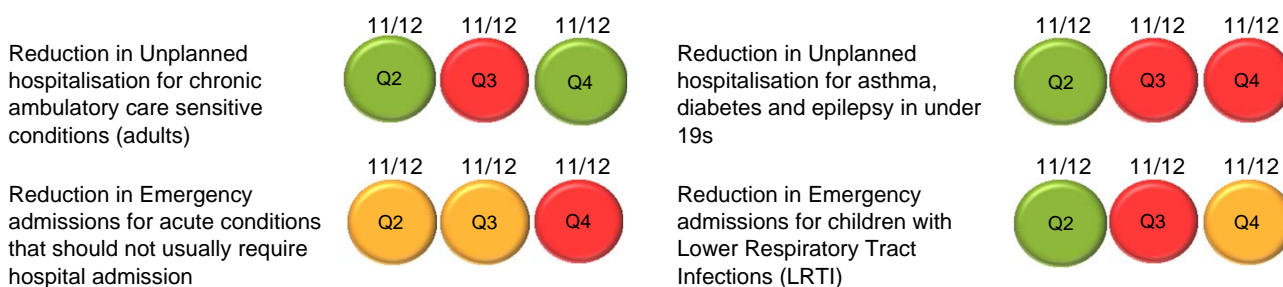 11/12 11/12 11/12
Reduction in Unplanned
hospitalisation for chronic
ambulatory care sensitive
conditions (adults)
Q2 Q3 Q4
11/12 11/12 11/12
Reduction in Unplanned
hospitalisation for asthma,
diabetes and epilepsy in under
19s
Q2 Q3 Q4
11/12 11/12 11/12
Reduction in Emergency
admissions for acute conditions
that should not usually require
hospital admission
Q2 Q3 Q4
11/12 11/12 11/12
Reduction in Emergency
admissions for children with
Lower Respiratory Tract
Infections (LRTI)
Q2 Q3 Q4